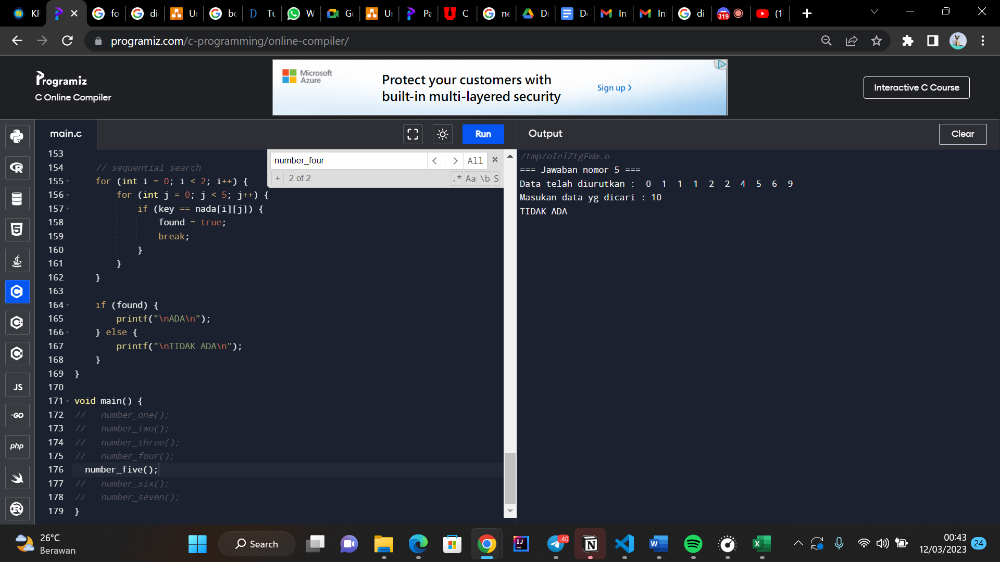 KF
fo
di
Ur
bo
Tu
W
Go
Ur
Pa
C
ne
Dr
Do
In
In
di
319
(1
programiz.com/c-programming/online-compiler/
Programiz
C Online Compiler
Microsoft
Azure
Protect your customers with
built-in multi-layered security
Sign up
Interactive C Course
main.c
Run
Output
Clear
number_four
All
+
2 of 2
.*
Aa
\b
S
153
154 // sequential search
155 for (int i = 0; i < 2; i++) {
156 for (int j = 0; j < 5; j++) {
157 if (key == nada[i][j]) {
158 found = true;
159 break;
160 }
161 }
162 }
163
164 if (found) {
165 printf("\nADA\n");
166 } else {
167 printf("\nTIDAK ADA\n");
168 }
169 }
170
171 void main() {
172 // number_one();
173 // number_two();
174 // number_three();
175 // number_four();
176 number_five();
177 // number_six();
178 // number_seven();
179 }
/tmp/oIelZtgFWw.o
=== Jawaban nomor 5 ===
Data telah diurutkan : 0 1 1 1 2 2 4 5 6 9
Masukan data yg dicari : 10
TIDAK ADA
JS
GO
php
26°C
Berawan
Search
IJ
40
00:43
12/03/2023
24